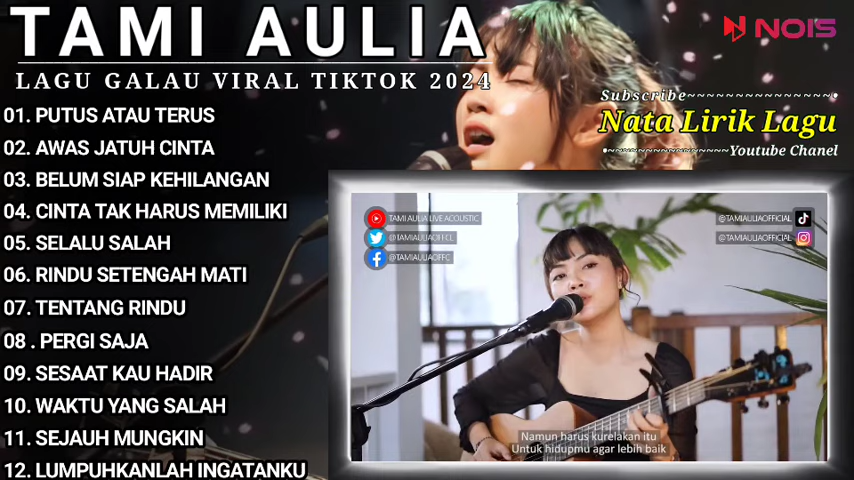 TAMI AULIA
LAGU GALAU VIRAL TIKTOK 2024
01. PUTUS ATAU TERUS
02. AWAS JATUH CINTA
03. BELUM SIAP KEHILANGAN
04. CINTA TAK HARUS MEMILIKI
05. SELALU SALAH
06. RINDU SETENGAH MATI
07. TENTANG RINDU
08 . PERGI SAJA
09. SESAAT KAU HADIR
10. WAKTU YANG SALAH
11. SEJAUH MUNGKIN
12. LUMPUHKANLAH INGATANKU
NOIS
Subscribe~~~~~~~~~~~~~~~•
Nata Lirik Lagu
•~~~~~~~~~~~~~~~Youtube Chanel
TAMI AULIA LIVE ACOUSTIC
@TAMIAULIAOFFCL
@TAMIAULIAOFFC
@TAMIAULIAOFFICIAL
@TAMIAULIAOFFICIAL
Namun harus kurelakan itu
Untuk hidupmu agar lebih baik